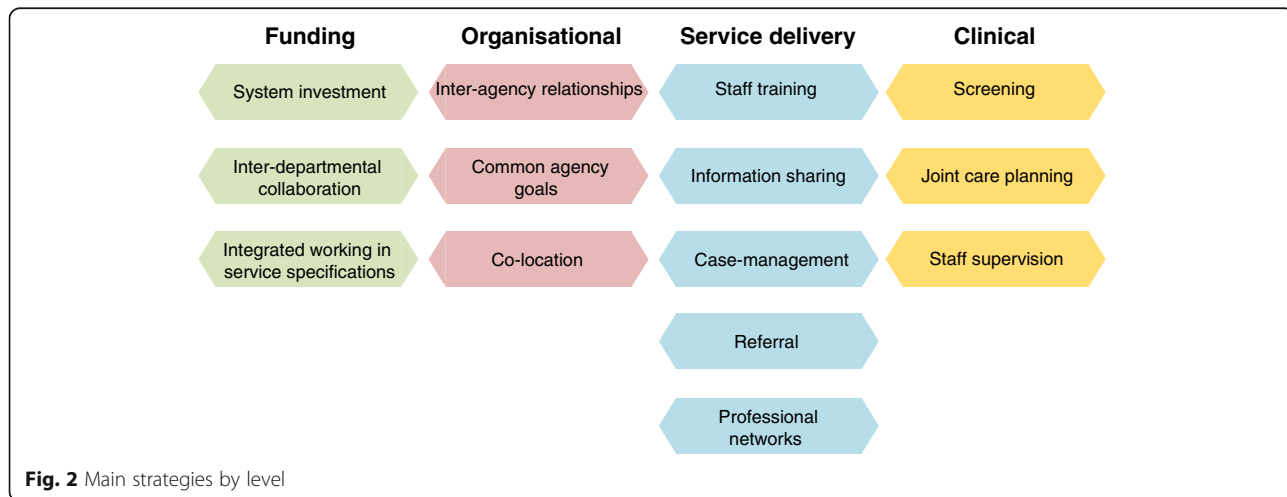 Funding
Organisational
Service delivery
Clinical
System investment
Inter-agency relationships
Staff training
Screening
Inter-departmental
collaboration
Common agency
goals
Information sharing
Joint care planning
Integrated working in
service specifications
Co-location
Case-management
Staff supervision
Referral
Professional
networks
Fig. 2 Main strategies by level